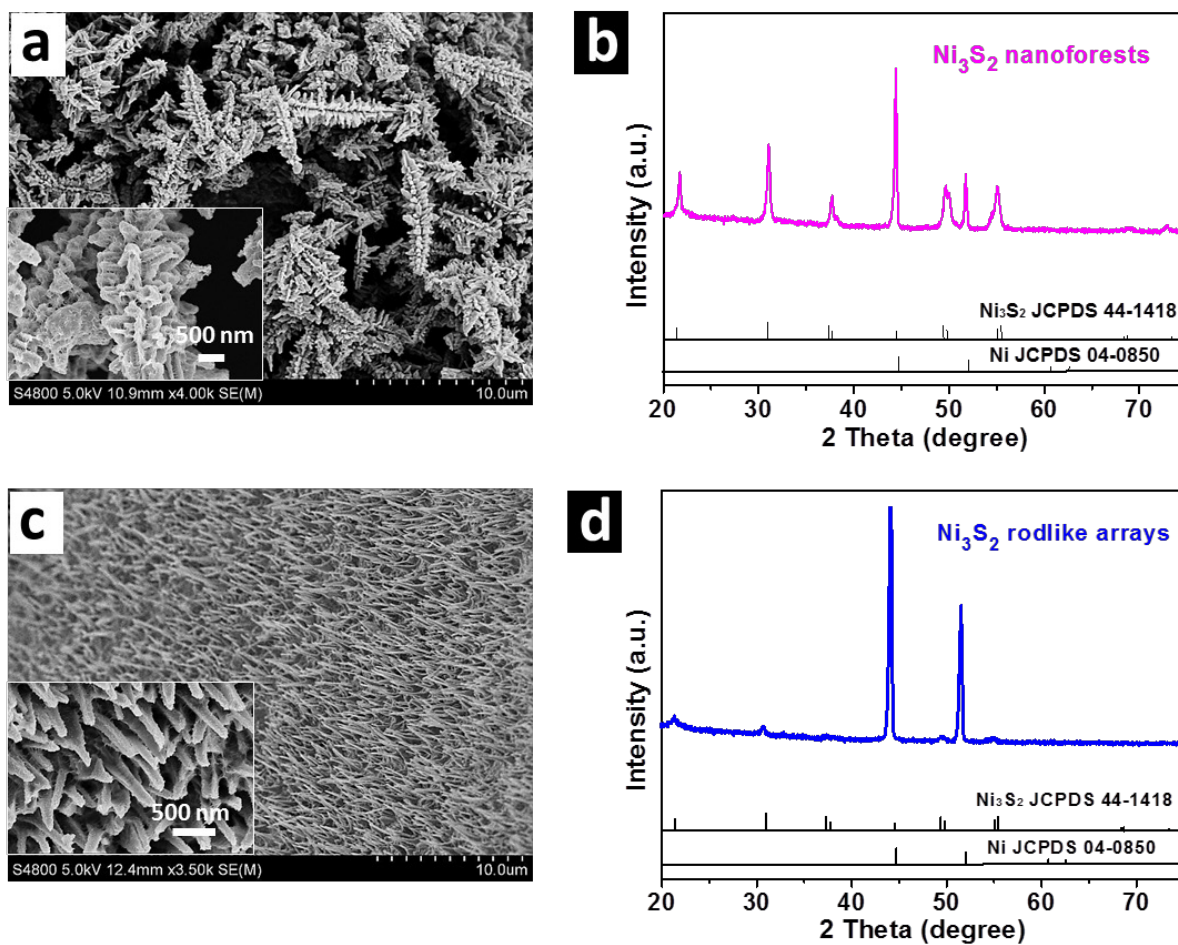 a
500 nm
S4800 5.0kV 10.9mm x4.00k SE(M)
10.0um
b
Ni₃S₂ nanoforests
Intensity (a.u.)
Ni₃S₂ JCPDS 44-1418
Ni JCPDS 04-0850
20 30 40 50 60 70
2 Theta (degree)
c
500 nm
S4800 5.0kV 12.4mm x3.50k SE(M)
10.0um
d
Ni₃S₂ rodlike arrays
Intensity (a.u.)
Ni₃S₂ JCPDS 44-1418
Ni JCPDS 04-0850
20 30 40 50 60 70
2 Theta (degree)